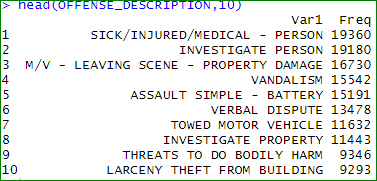 > head(OFFENSE_DESCRIPTION,10)
Var1 Freq
1 SICK/INJURED/MEDICAL - PERSON 19360
2 INVESTIGATE PERSON 19180
3 M/V - LEAVING SCENE - PROPERTY DAMAGE 16730
4 VANDALISM 15542
5 ASSAULT SIMPLE - BATTERY 15191
6 VERBAL DISPUTE 13478
7 TOWED MOTOR VEHICLE 11632
8 INVESTIGATE PROPERTY 11443
9 THREATS TO DO BODILY HARM 9346
10 LARCENY THEFT FROM BUILDING 9293